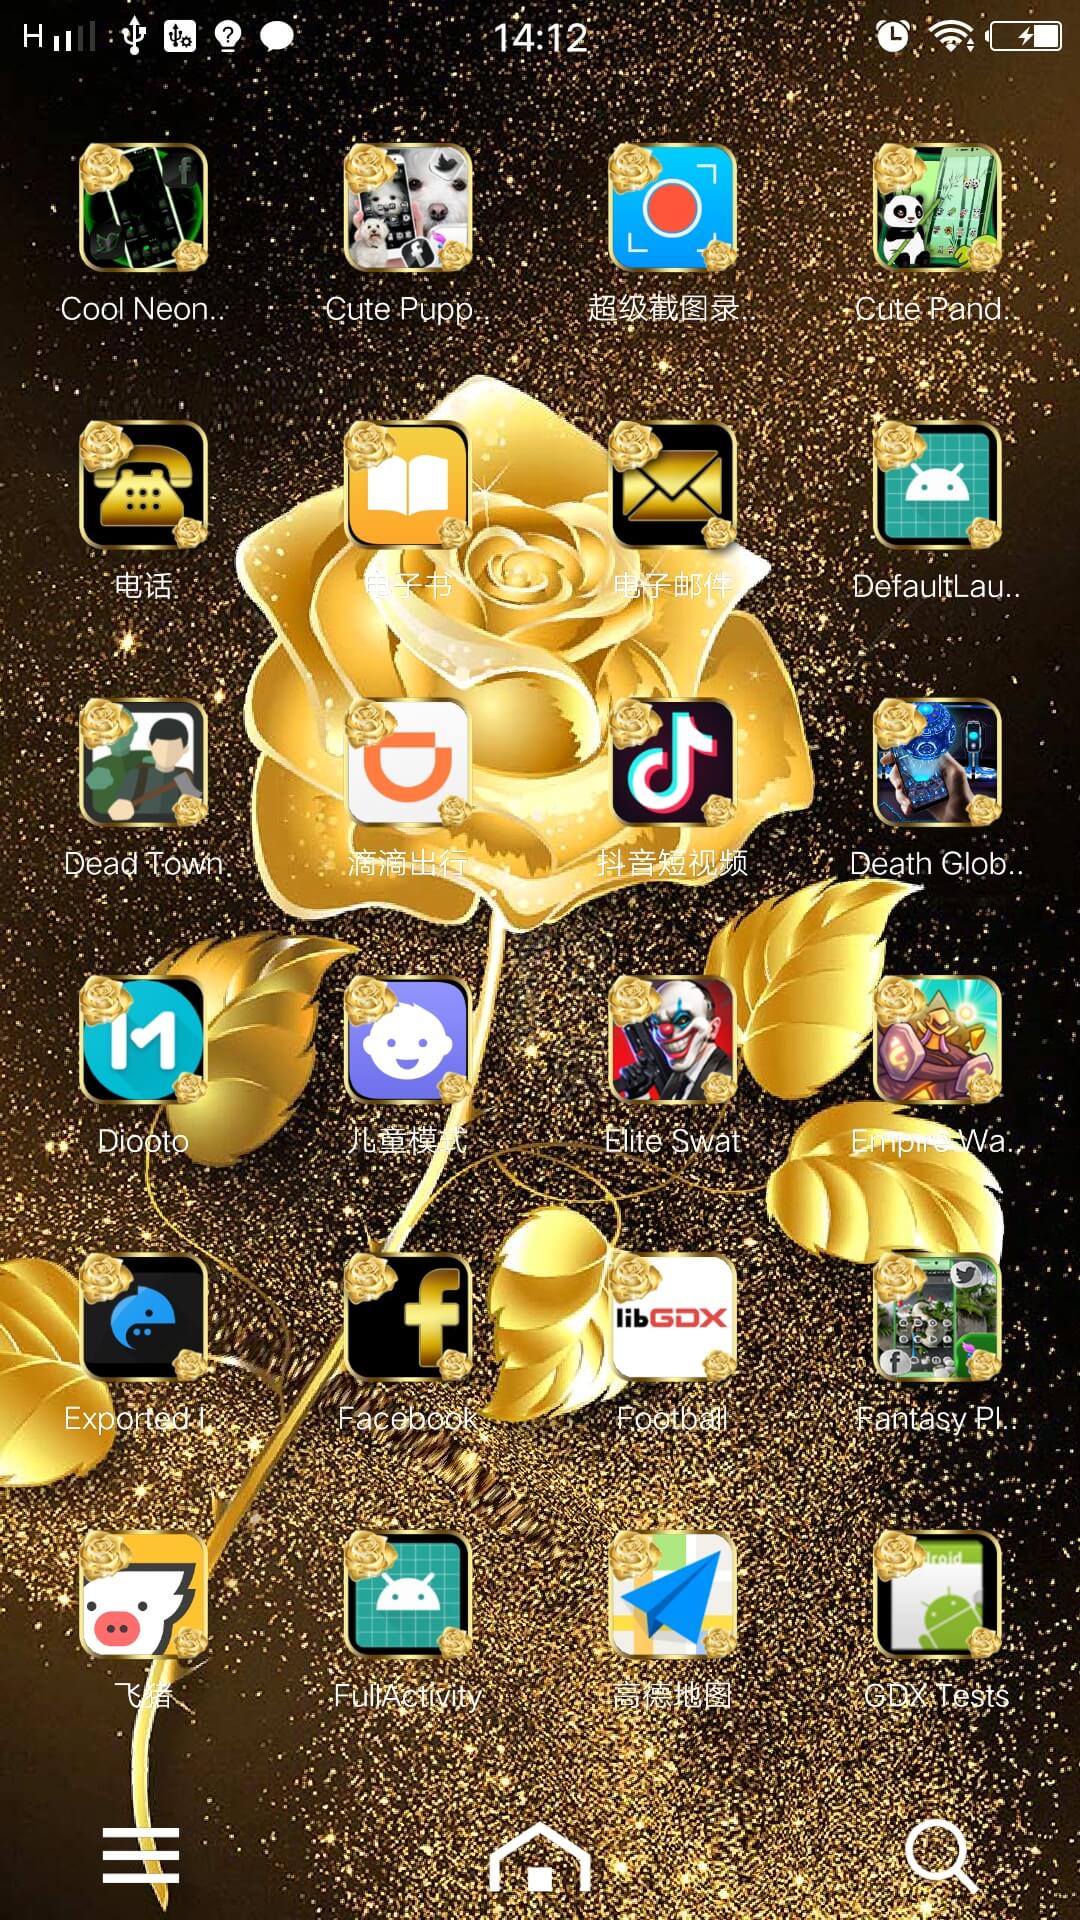 H 14:12
Cool Neon.. Cute Pupp.. 超级截图录.. Cute Pand..
电话 电子书 电子邮件 DefaultLau..
Dead Town 滴滴出行 抖音短视频 Death Glob..
Diooto 儿童模式 Elite Swat Empire Wa..
libGDX
Exported I.. Facebook Football Fantasy Pl..
droid
飞猪 FullActivity 高德地图 GDX Tests